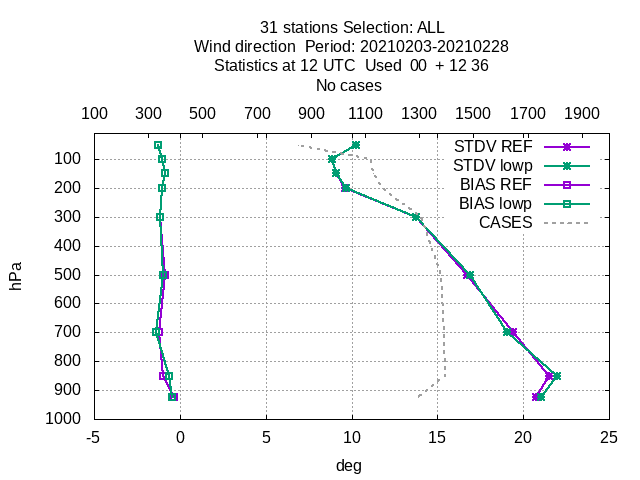 31 stations Selection: ALL
Wind direction  Period: 20210203-20210228
Statistics at 12 UTC  Used  00  + 12 36
No cases
100 300 500 700 900 1100 1300 1500 1700 1900
STDV REF
STDV lowp
BIAS REF
BIAS lowp
CASES
100
200
300
400
500
600
700
800
900
1000
hPa
-5 0 5 10 15 20 25
deg